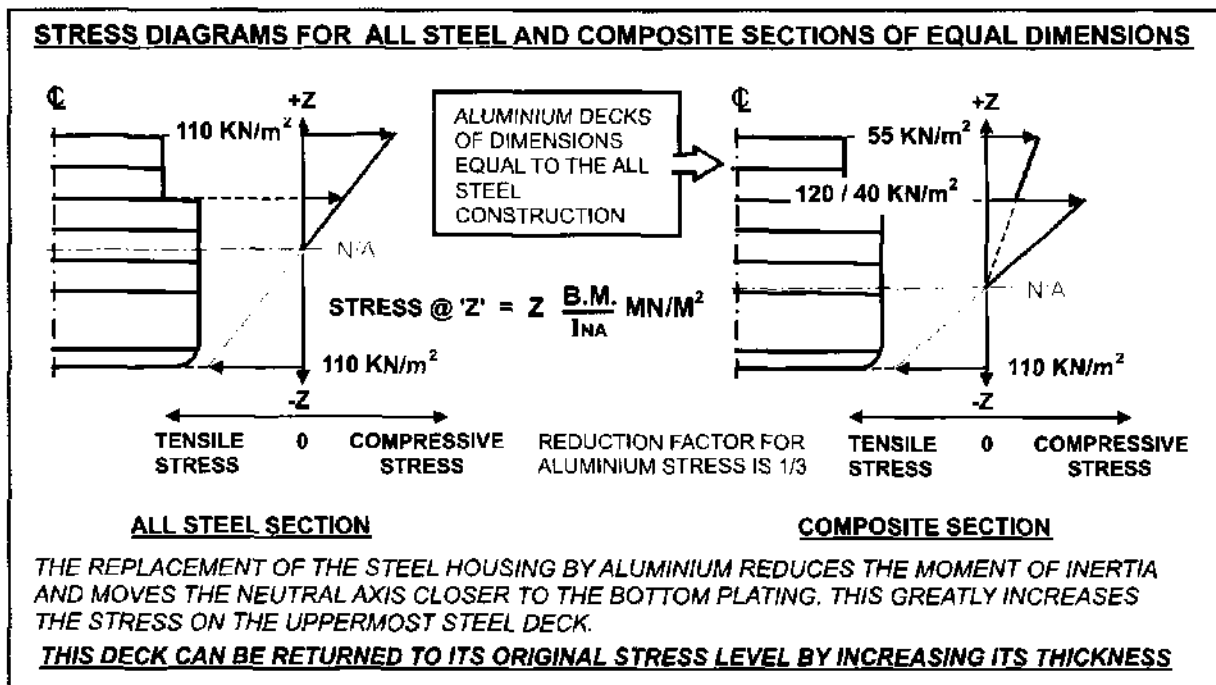 STRESS DIAGRAMS FOR ALL STEEL AND COMPOSITE SECTIONS OF EQUAL DIMENSIONS
℄
+Z
110 KN/m²
N/A
110 KN/m²
-Z
TENSILE STRESS
0
COMPRESSIVE STRESS
ALUMINIUM DECKS
OF DIMENSIONS
EQUAL TO THE ALL
STEEL
CONSTRUCTION
STRESS @ 'Z' = Z B.M./INA MN/M²
REDUCTION FACTOR FOR
ALUMINIUM STRESS IS 1/3
℄
+Z
55 KN/m²
120 / 40 KN/m²
N/A
110 KN/m²
-Z
TENSILE STRESS
0
COMPRESSIVE STRESS
ALL STEEL SECTION
COMPOSITE SECTION
THE REPLACEMENT OF THE STEEL HOUSING BY ALUMINIUM REDUCES THE MOMENT OF INERTIA
AND MOVES THE NEUTRAL AXIS CLOSER TO THE BOTTOM PLATING. THIS GREATLY INCREASES
THE STRESS ON THE UPPERMOST STEEL DECK.
THIS DECK CAN BE RETURNED TO ITS ORIGINAL STRESS LEVEL BY INCREASING ITS THICKNESS